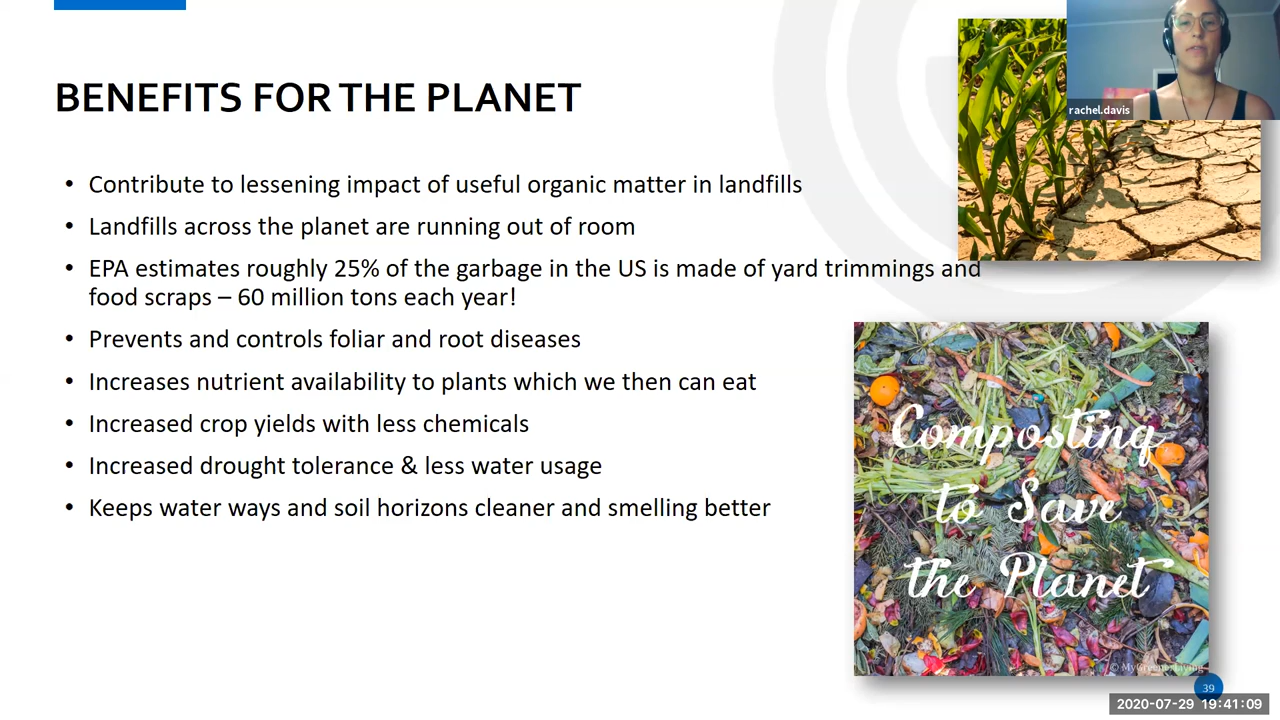 BENEFITS FOR THE PLANET
rachel.davis
• Contribute to lessening impact of useful organic matter in landfills
• Landfills across the planet are running out of room
• EPA estimates roughly 25% of the garbage in the US is made of yard trimmings and
food scraps – 60 million tons each year!
• Prevents and controls foliar and root diseases
• Increases nutrient availability to plants which we then can eat
• Increased crop yields with less chemicals
• Increased drought tolerance & less water usage
• Keeps water ways and soil horizons cleaner and smelling better
Composting
to Save
the Planet
39
2020-07-29 19:41:09